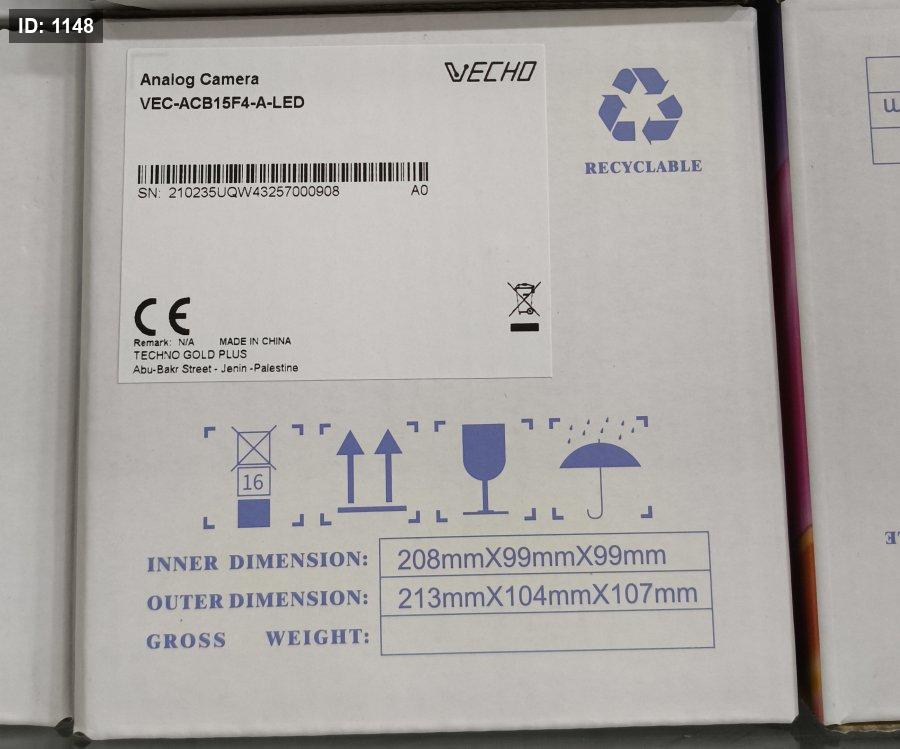 ID: 1148
Analog Camera
VEC-ACB15F4-A-LED
VECHO
RECYCLABLE
SN: 210235UQW43257000908 A0
CE
Remark: N/A MADE IN CHINA
TECHNO GOLD PLUS
Abu-Bakr Street - Jenin -Palestine
16
INNER DIMENSION: 208mmX99mmX99mm
OUTER DIMENSION: 213mmX104mmX107mm
GROSS WEIGHT: